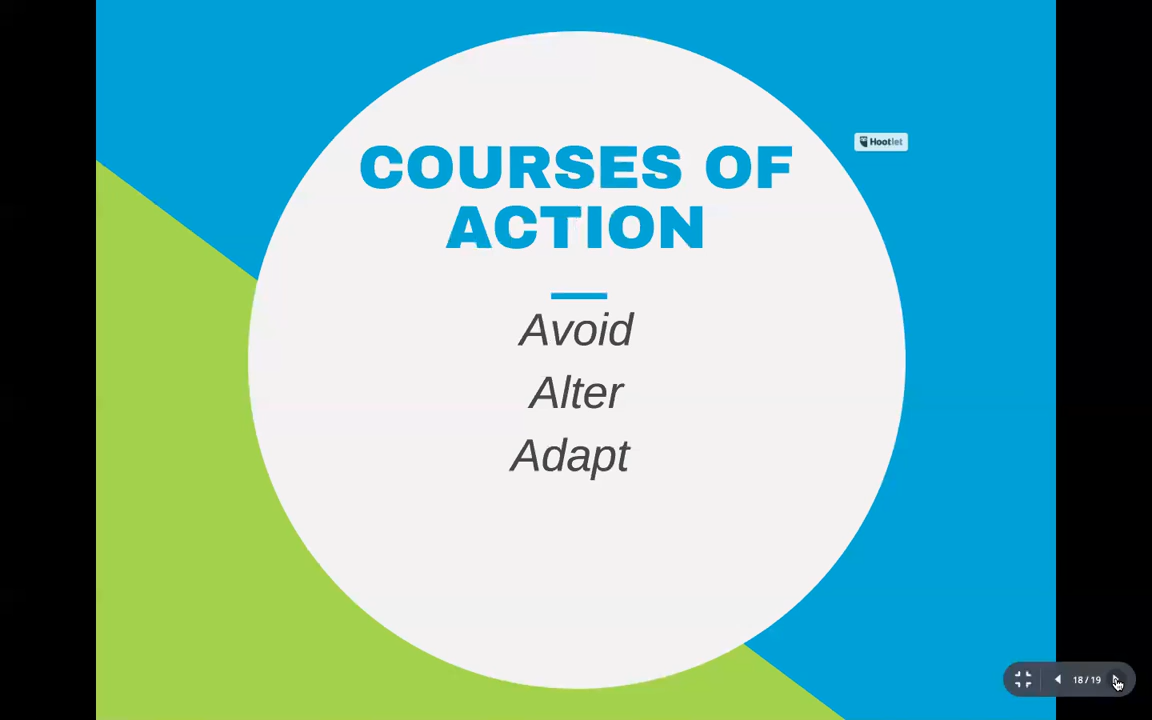 COURSES OF
ACTION
Avoid
Alter
Adapt
Hootlet
18 / 19